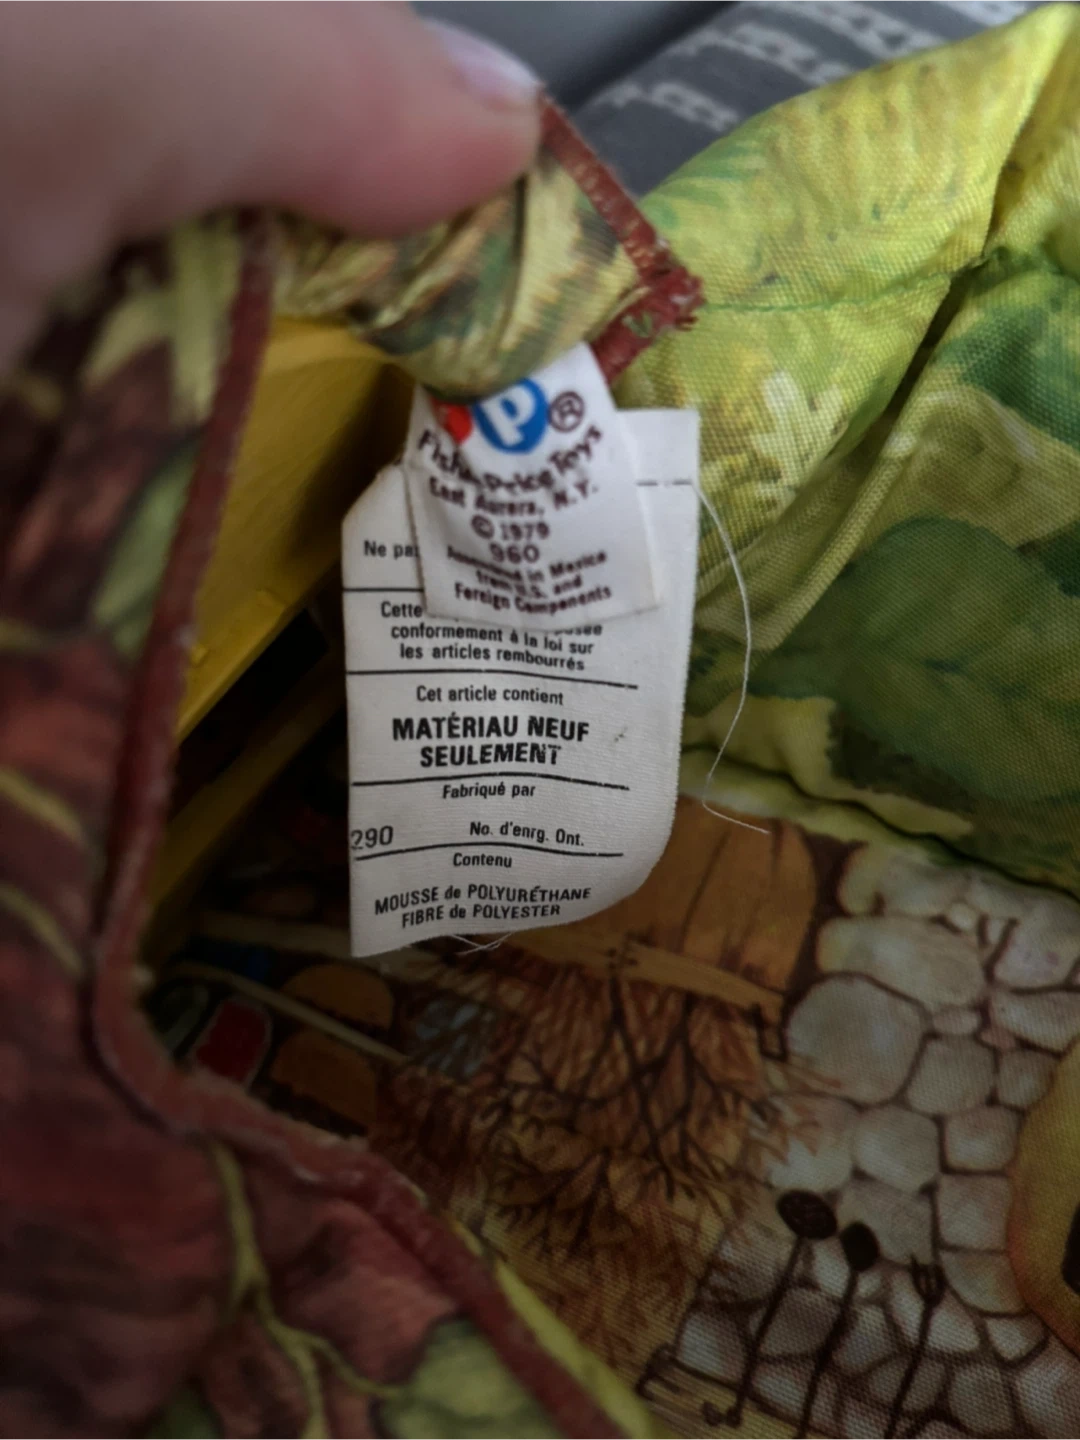 P ®
Fisher-Price Toys
East Aurora, N.Y.
© 1979
960
Assembled in Mexico
from U.S. and
Foreign Components
Ne pa
Cette
conformement à la loi sur
les articles rembourrés
Cet article contient
MATÉRIAU NEUF
SEULEMENT
Fabriqué par
290 No. d'enrg. Ont.
Contenu
MOUSSE de POLYURÉTHANE
FIBRE de POLYESTER